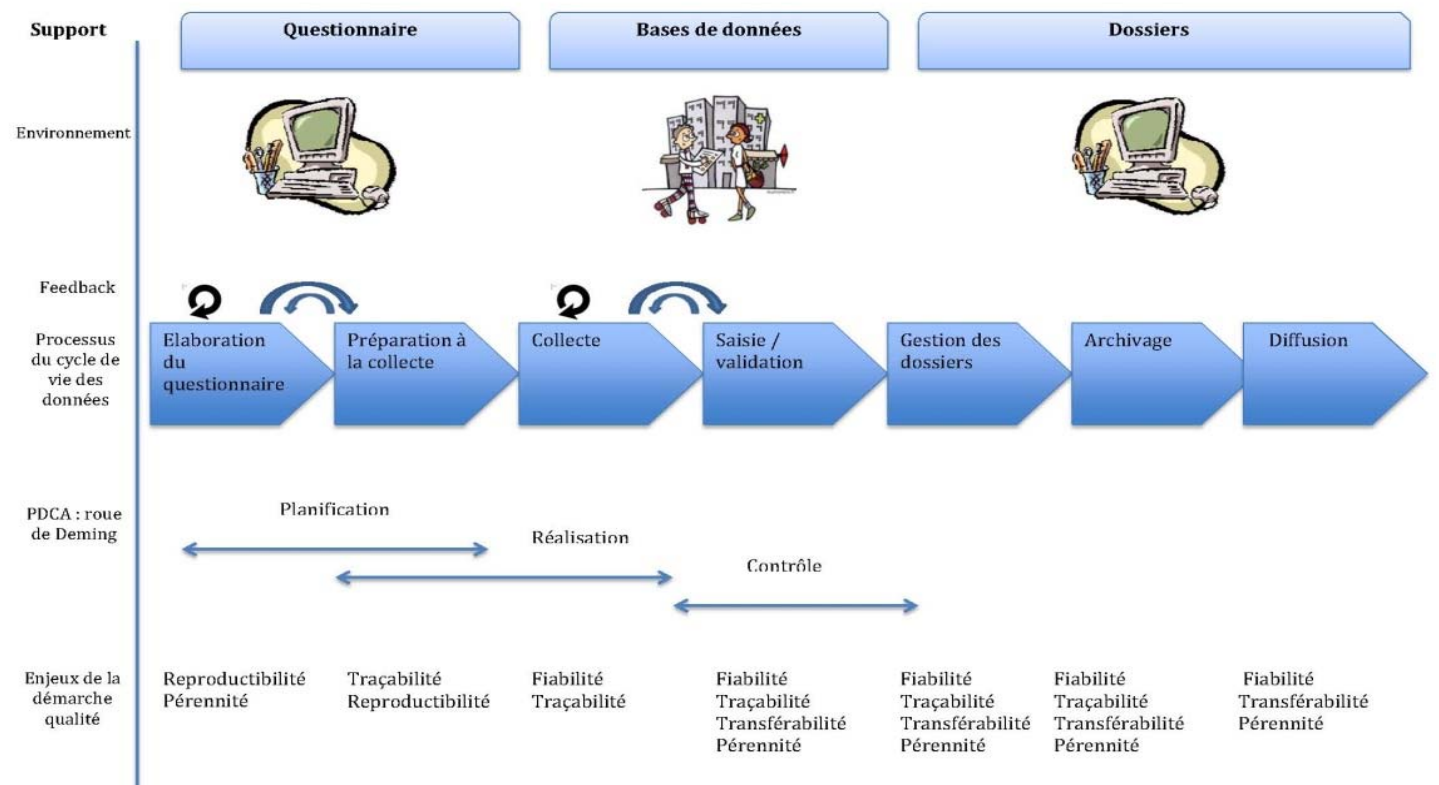 Support
Questionnaire
Bases de données
Dossiers
Environnement
Feedback
Processus
du cycle de
vie des
données
Elaboration
du
questionnaire
Préparation à
la collecte
Collecte
Saisie /
validation
Gestion des
dossiers
Archivage
Diffusion
PDCA : roue
de Deming
Planification
Réalisation
Contrôle
Enjeux de la
démarche
qualité
Reproductibilité
Pérennité
Traçabilité
Reproductibilité
Fiabilité
Traçabilité
Fiabilité
Traçabilité
Transférabilité
Pérennité
Fiabilité
Traçabilité
Transférabilité
Pérennité
Fiabilité
Traçabilité
Transférabilité
Pérennité
Fiabilité
Transférabilité
Pérennité